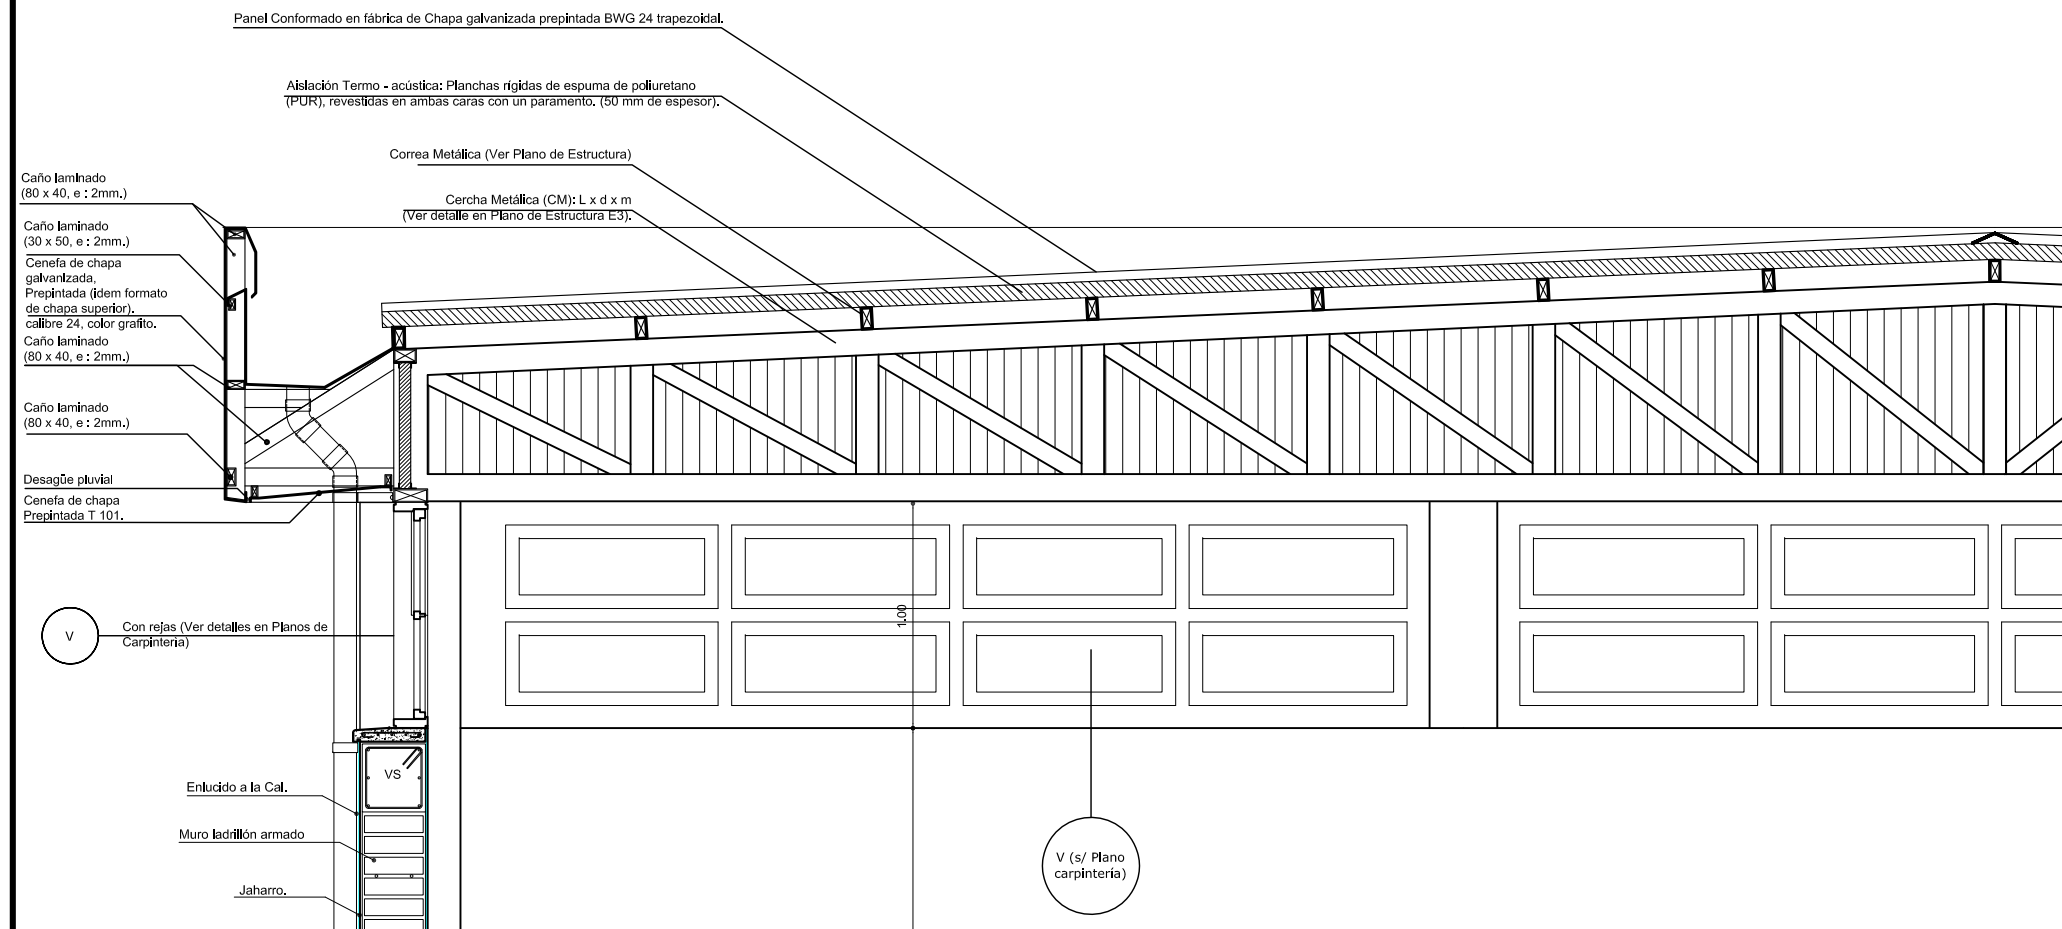 Panel Conformado en fábrica de Chapa galvanizada prepintada BWG 24 trapezoidal.
Aislación Termo - acústica: Planchas rígidas de espuma de poliuretano
(PUR), revestidas en ambas caras con un paramento. (50 mm de espesor).
Correa Metálica (Ver Plano de Estructura)
Cercha Metálica (CM): L x d x m
(Ver detalle en Plano de Estructura E3).
Caño laminado
(80 x 40, e : 2mm.)
Caño laminado
(30 x 50, e : 2mm.)
Cenefa de chapa
galvanizada,
Prepintada (idem formato
de chapa superior).
calibre 24, color grafito.
Caño laminado
(80 x 40, e : 2mm.)
Caño laminado
(80 x 40, e : 2mm.)
Desagüe pluvial
Cenefa de chapa
Prepintada T 101.
V
Con rejas (Ver detalles en Planos de
Carpintería)
1.00
VS
Enlucido a la Cal.
Muro ladrillón armado
Jaharro.
V (s/ Plano
carpintería)